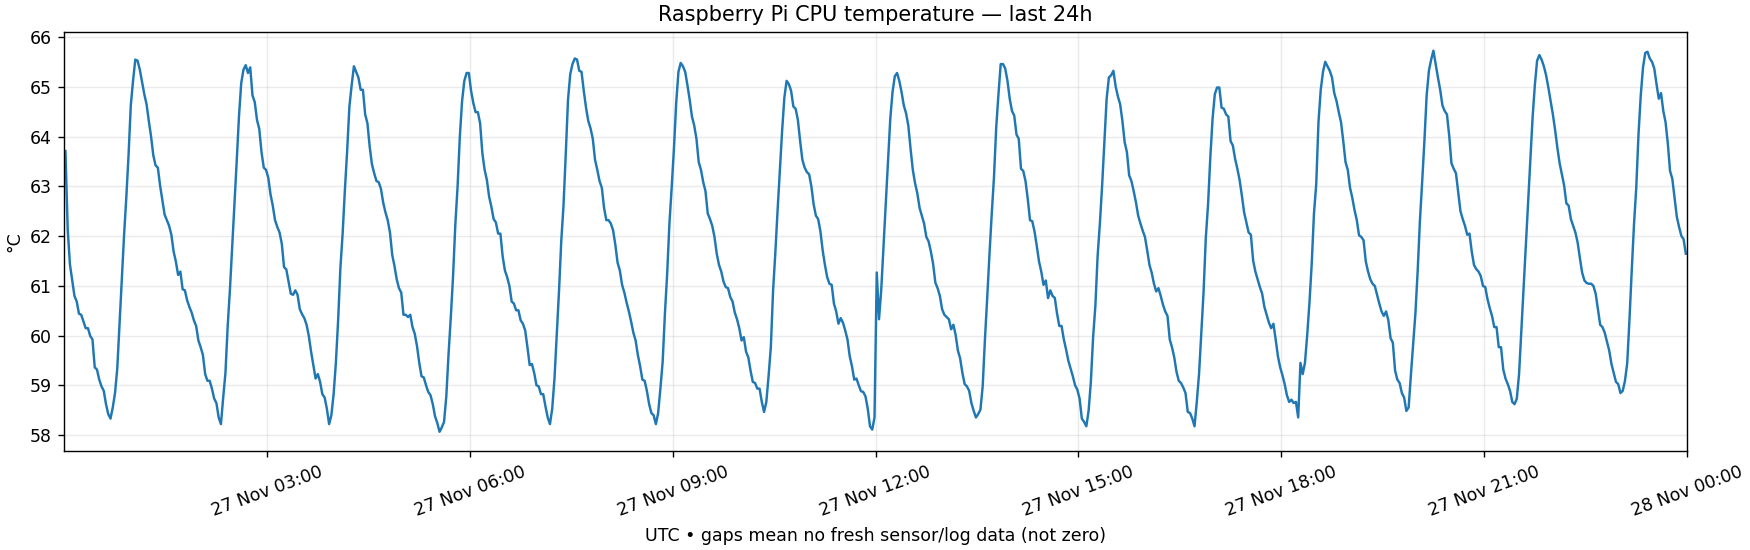 Raspberry Pi CPU temperature — last 24h
66
65
64
63
62
61
60
59
58
°C
27 Nov 03:00
27 Nov 06:00
27 Nov 09:00
27 Nov 12:00
27 Nov 15:00
27 Nov 18:00
27 Nov 21:00
28 Nov 00:00
UTC • gaps mean no fresh sensor/log data (not zero)